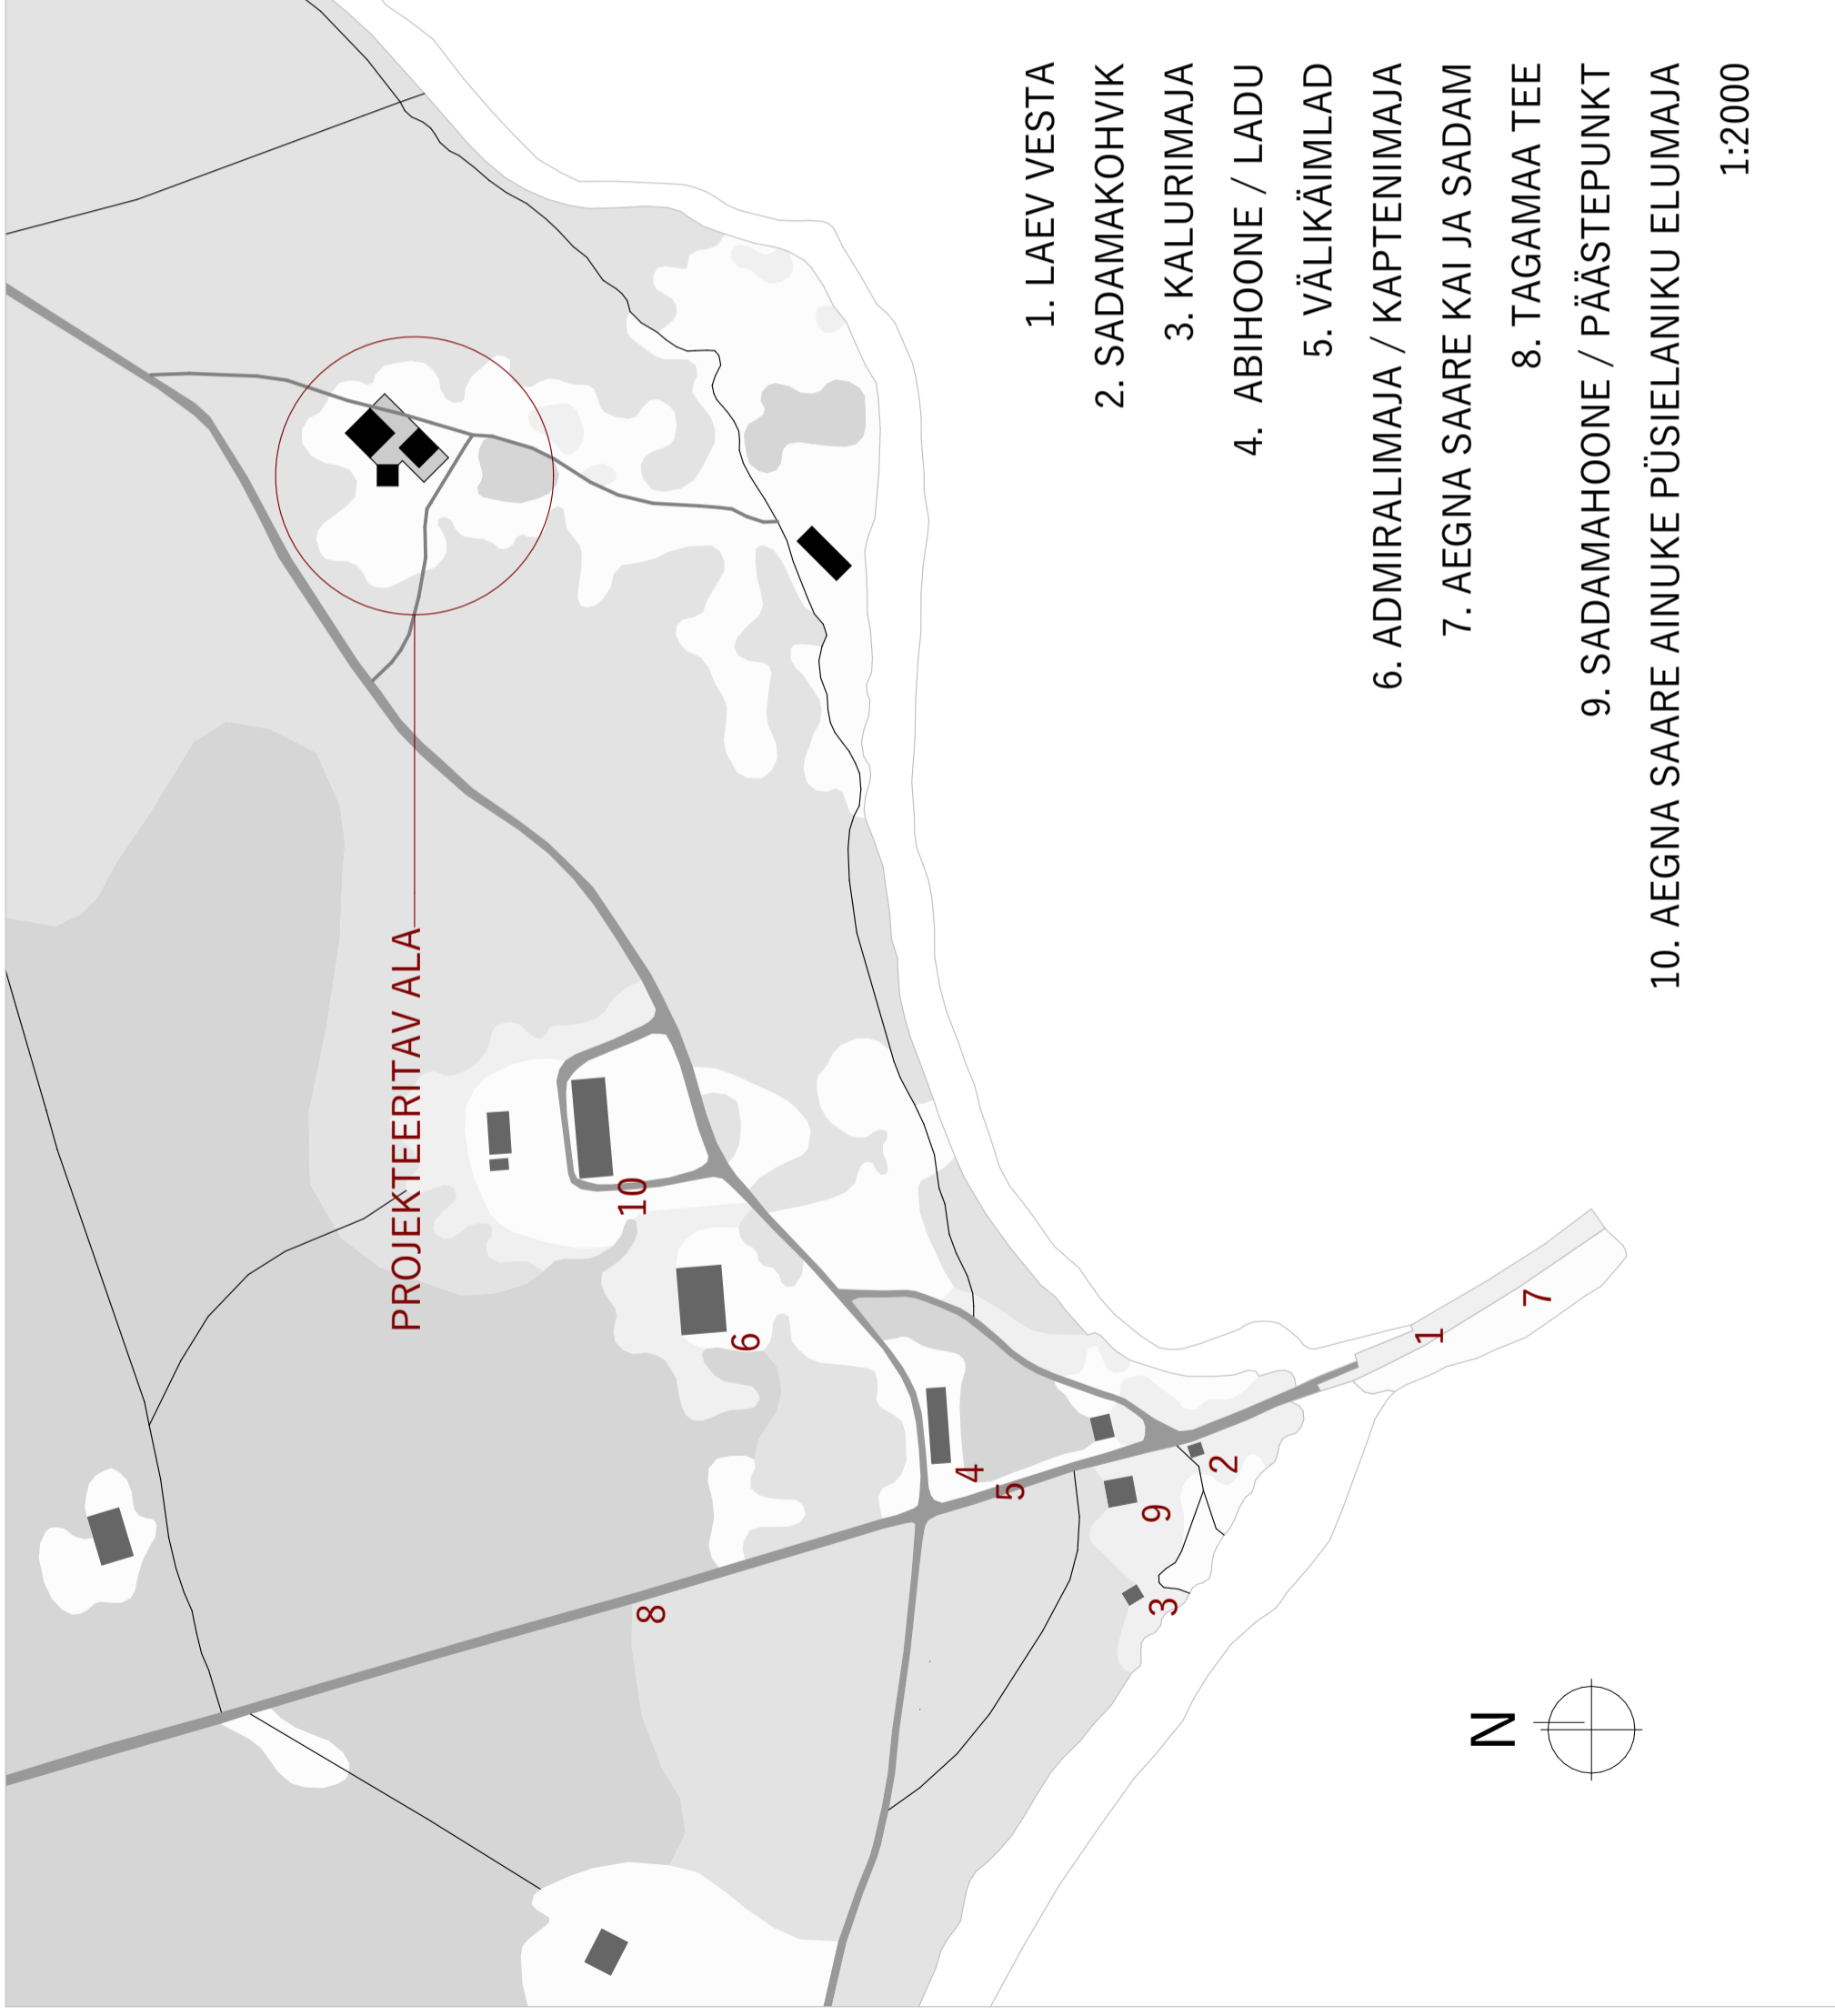 1. LAEV VESTA
2. SADAMAKOHVIK
3. KALURIMAJA
4. ABIHOONE / LADU
5. VÄLIKÄIMLAD
6. ADMIRALIMAJA / KAPTENIMAJA
7. AEGNA SAARE KAI JA SADAM
8. TAGAMAA TEE
9. SADAMAHOONE / PÄÄSTEPUNKT
10. AEGNA SAARE AINUKE PÜSIELANIKU ELUMAJA
1:2000
PROJEKTEERITAV ALA
10
6
8
4
5
9
3
2
1
7
N